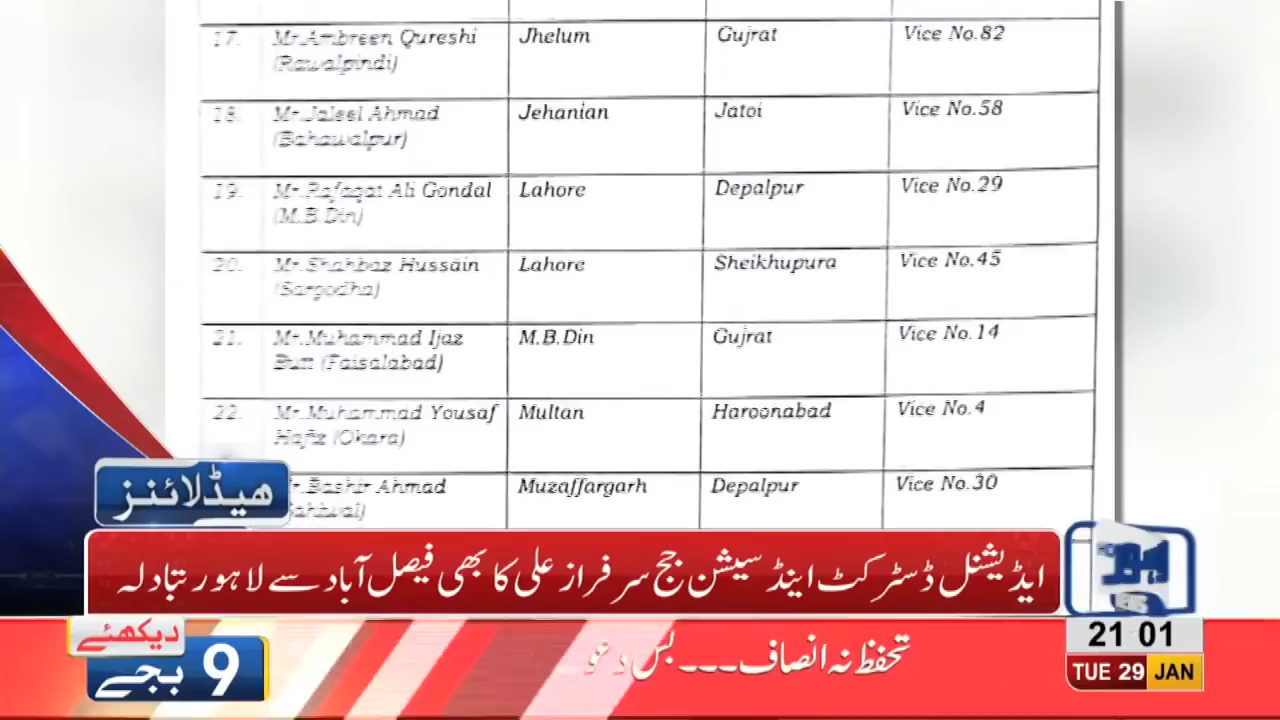 17. Mr.Ambreen Qureshi Jhelum Gujrat Vice No.82
(Rawalpindi)
18. Mr.Jaleel Ahmad Jehanian Jatoi Vice No.58
(Bahawalpur)
19. Mr.Rafaqat Ali Gondal Lahore Depalpur Vice No.29
(M.B.Din)
20. Mr.Shahbaz Hussain Lahore Sheikhupura Vice No.45
(Sargodha)
21. Mr.Muhammad Ijaz M.B.Din Gujrat Vice No.14
Butt (Faisalabad)
22. Mr.Muhammad Yousaf Multan Haroonabad Vice No.4
Hafiz (Okara)
Bashir Ahmad Muzaffargarh Depalpur Vice No.30
ہیڈلائنز
ایڈیشنل ڈسٹرکٹ اینڈ سیشن جج سرفراز علی کا بھی فیصل آباد سے لاہور تبادلہ
دیکھئے
9 بجے
تحفظ نہ انصاف۔۔۔ بس دعو
21 01
TUE 29 JAN